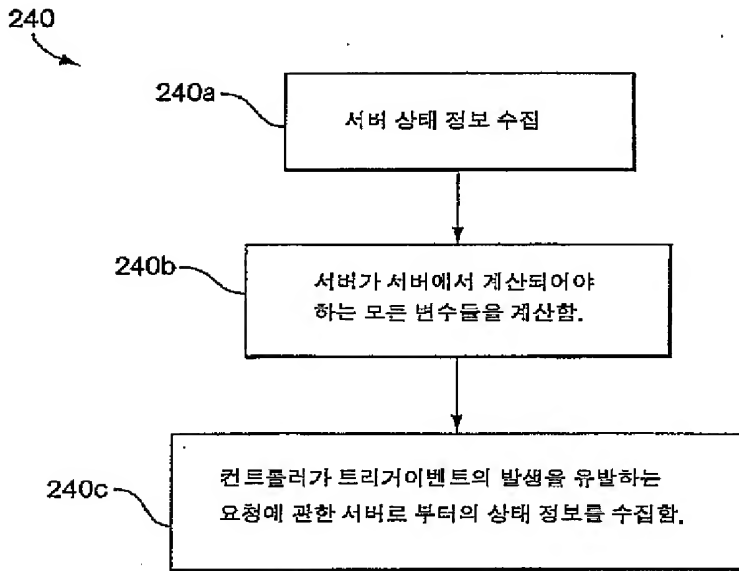 240
240a
서버 상태 정보 수집
240b
서버가 서버에서 계산되어야
하는 모든 변수들을 계산함.
240c
컨트롤러가 트리거이벤트의 발생을 유발하는
요청에 관한 서버로 부터의 상태 정보를 수집함.